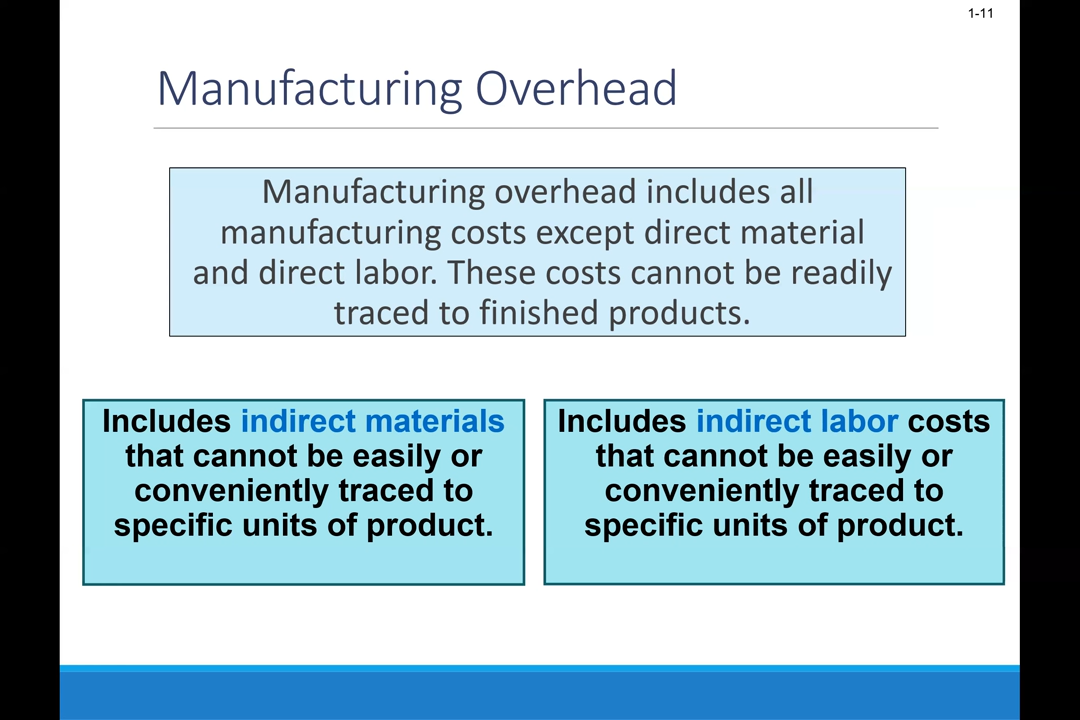 1-11
Manufacturing Overhead
Manufacturing overhead includes all
manufacturing costs except direct material
and direct labor. These costs cannot be readily
traced to finished products.
Includes indirect materials
that cannot be easily or
conveniently traced to
specific units of product.
Includes indirect labor costs
that cannot be easily or
conveniently traced to
specific units of product.